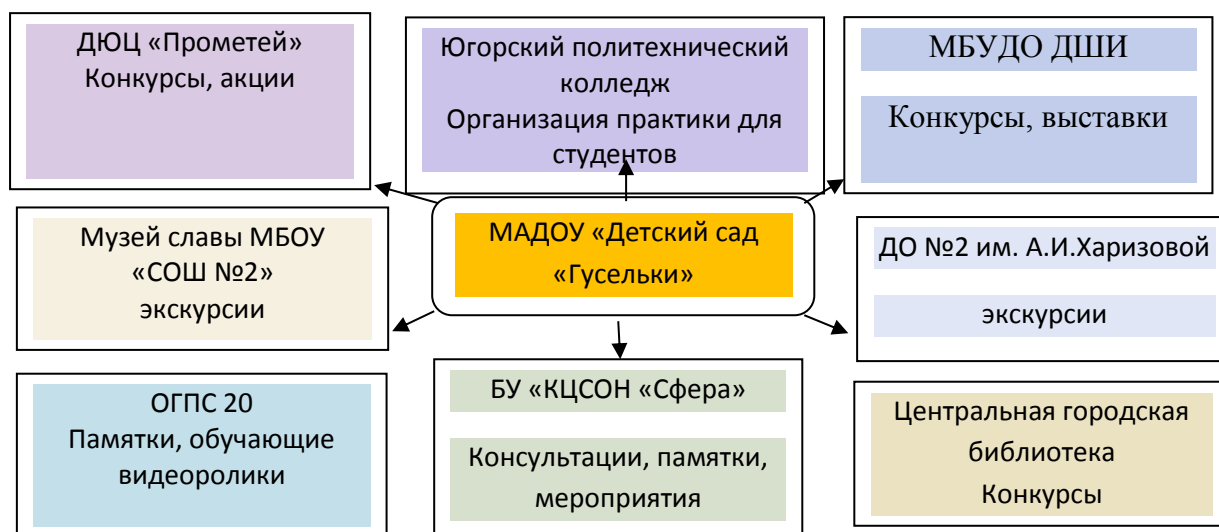 ДЮЦ «Прометей»
Конкурсы, акции
Югорский политехнический
колледж
Организация практики для
студентов
МБУДО ДШИ
Конкурсы, выставки
Музей славы МБОУ
«СОШ №2»
экскурсии
МАДОУ «Детский сад
«Гусельки»
ДО №2 им. А.И.Харизовой
экскурсии
ОГПС 20
Памятки, обучающие
видеоролики
БУ «КЦСОН «Сфера»
Консультации, памятки,
мероприятия
Центральная городская
библиотека
Конкурсы